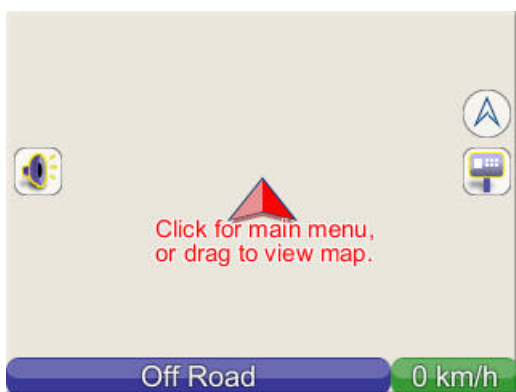 Click for main menu,
or drag to view map.
Off Road
0 km/h